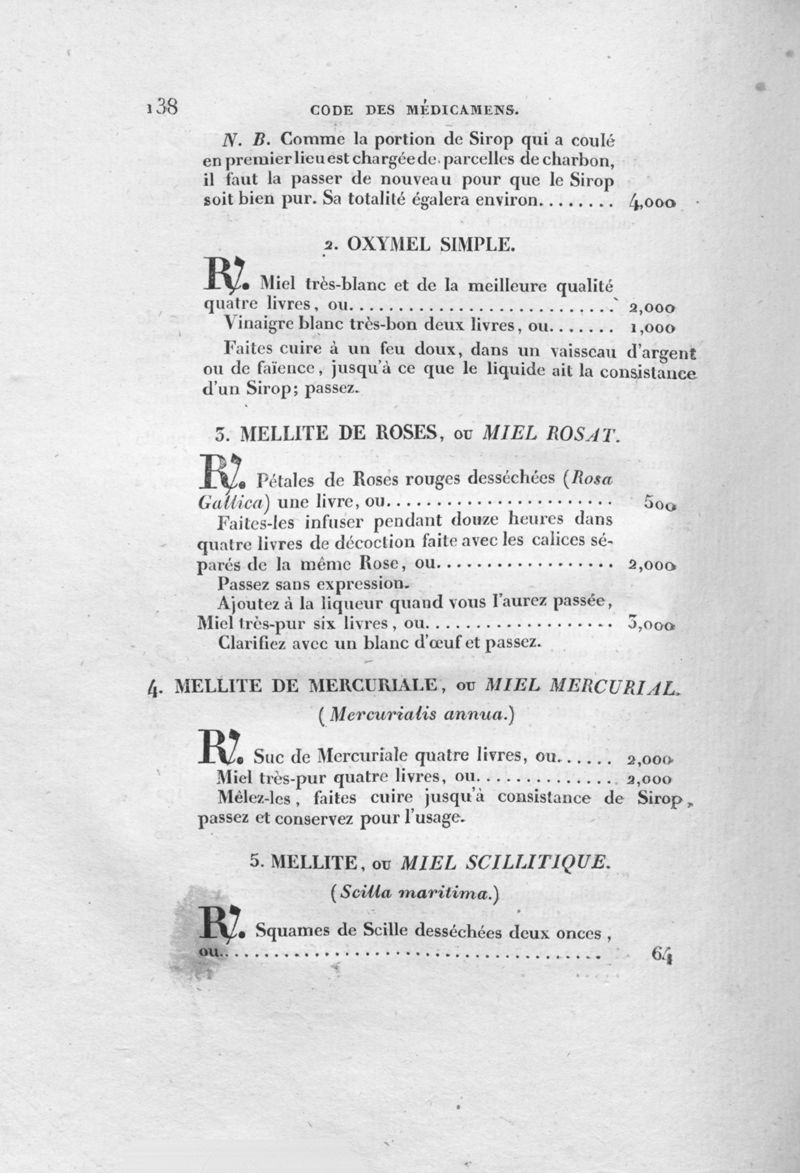 138 CODE DES MÉDICAMENS.
N. B. Comme la portion de Sirop qui a coulé
en premier lieu est chargée de parcelles de charbon,
il faut la passer de nouveau pour que le Sirop
soit bien pur. Sa totalité égalera environ........ 4,000
2. OXYMEL SIMPLE.
℞. Miel très-blanc et de la meilleure qualité
quatre livres, ou........................... 2,000
Vinaigre blanc très-bon deux livres, ou....... 1,000
Faites cuire à un feu doux, dans un vaisseau d'argent
ou de faïence, jusqu'à ce que le liquide ait la consistance
d'un Sirop; passez.
3. MELLITE DE ROSES, OU MIEL ROSAT.
℞. Pétales de Roses rouges desséchées (Rosa
Gallica) une livre, ou....................... 500
Faites-les infuser pendant douze heures dans
quatre livres de décoction faite avec les calices sé-
parés de la même Rose, ou.................. 2,000
Passez sans expression.
Ajoutez à la liqueur quand vous l'aurez passée,
Miel très-pur six livres, ou................... 3,000
Clarifiez avec un blanc d'œuf et passez.
4. MELLITE DE MERCURIALE, OU MIEL MERCURIAL.
(Mercurialis annua.)
℞. Suc de Mercuriale quatre livres, ou...... 2,000
Miel très-pur quatre livres, ou.............. 2,000
Mêlez-les, faites cuire jusqu'à consistance de Sirop,
passez et conservez pour l'usage.
5. MELLITE, OU MIEL SCILLITIQUE.
(Scilla maritima.)
℞. Squames de Scille desséchées deux onces,
ou....................................... 64